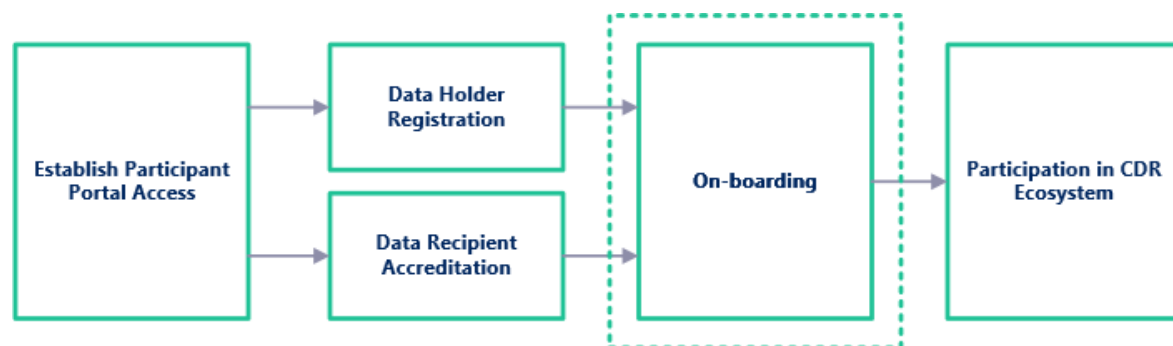 Establish Participant
Portal Access
Data Holder
Registration
Data Recipient
Accreditation
On-boarding
Participation in CDR
Ecosystem